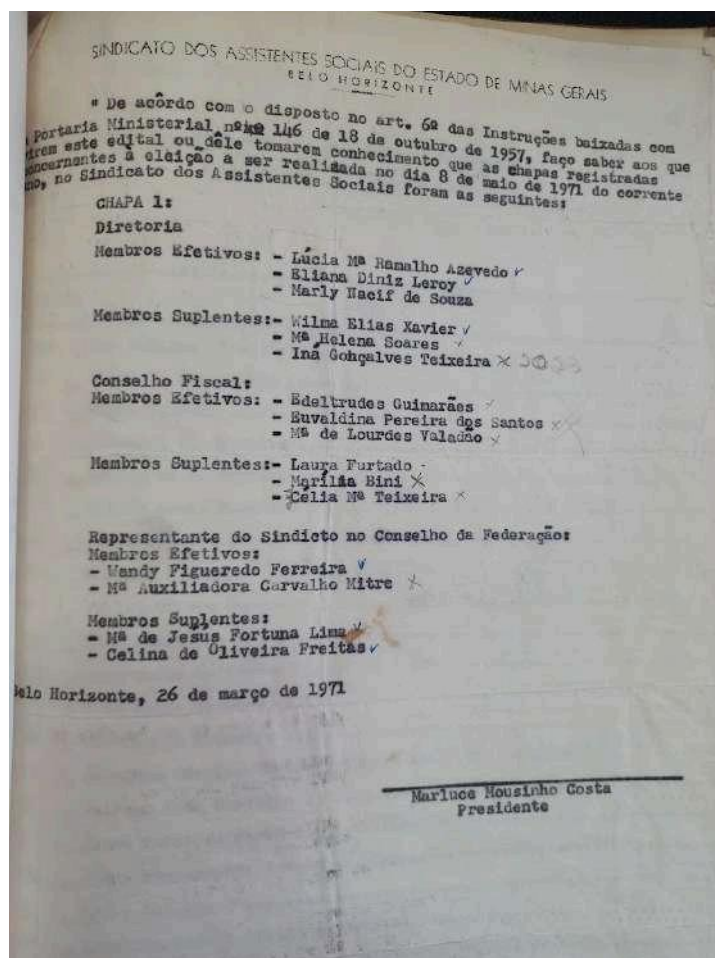 SINDICATO DOS ASSISTENTES SOCIAIS DO ESTADO DE MINAS GERAIS
BELO HORIZONTE
" De acôrdo com o disposto no art. 6º das Instruções baixadas com
Portaria Ministerial nº 146 de 18 de outubro de 1957, faço saber aos que
virem este edital ou dêle tomarem conhecimento que as chapas registradas
concernentes à eleição a ser realizada no dia 8 de maio de 1971 do corrente
ano, no Sindicato dos Assistentes Sociais foram as seguintes:
CHAPA 1:
Diretoria
Membros Efetivos: - Lúcia Mª Ramalho Azevedo ✓
- Eliana Diniz Leroy ✓
- Marly Nacif de Souza
Membros Suplentes:- Wilma Elias Xavier ✓
- Mª Helena Soares ✓
- Iná Gohçalves Teixeira X
Conselho Fiscal:
Membros Efetivos: - Edeltrudes Guimarães
- Euvaldina Pereira dos Santos x
- Mª de Lourdes Valadão x
Membros Suplentes:- Laura Furtado -
- Marília Bini X
- Célia Mª Teixeira x
Representante do Sindicto no Conselho da Federação:
Membros Efetivos:
- Wandy Figueredo Ferreira ✓
- Mª Auxiliadora Carvalho Mitre X
Membros Suplentes:
- Mª de Jesus Fortuna Lima
- Celina de Oliveira Freitas ✓
Belo Horizonte, 26 de março de 1971
Marluce Mousinho Costa
Presidente